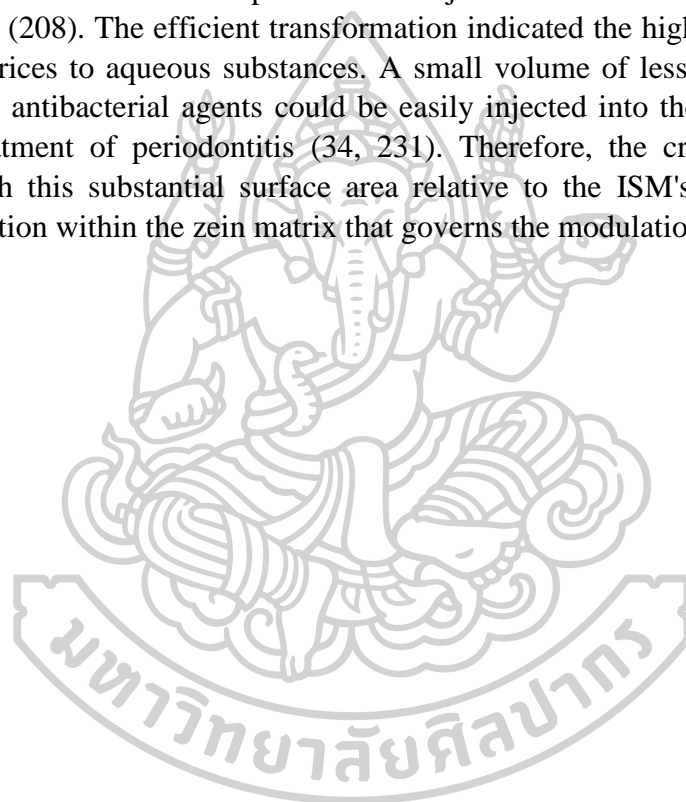 (208). The efficient transformation indicated the high
rices to aqueous substances. A small volume of less
antibacterial agents could be easily injected into the
atment of periodontitis (34, 231). Therefore, the cr
h this substantial surface area relative to the ISM's
tion within the zein matrix that governs the modulatio
มหาวิทยาลัยศิลปากร